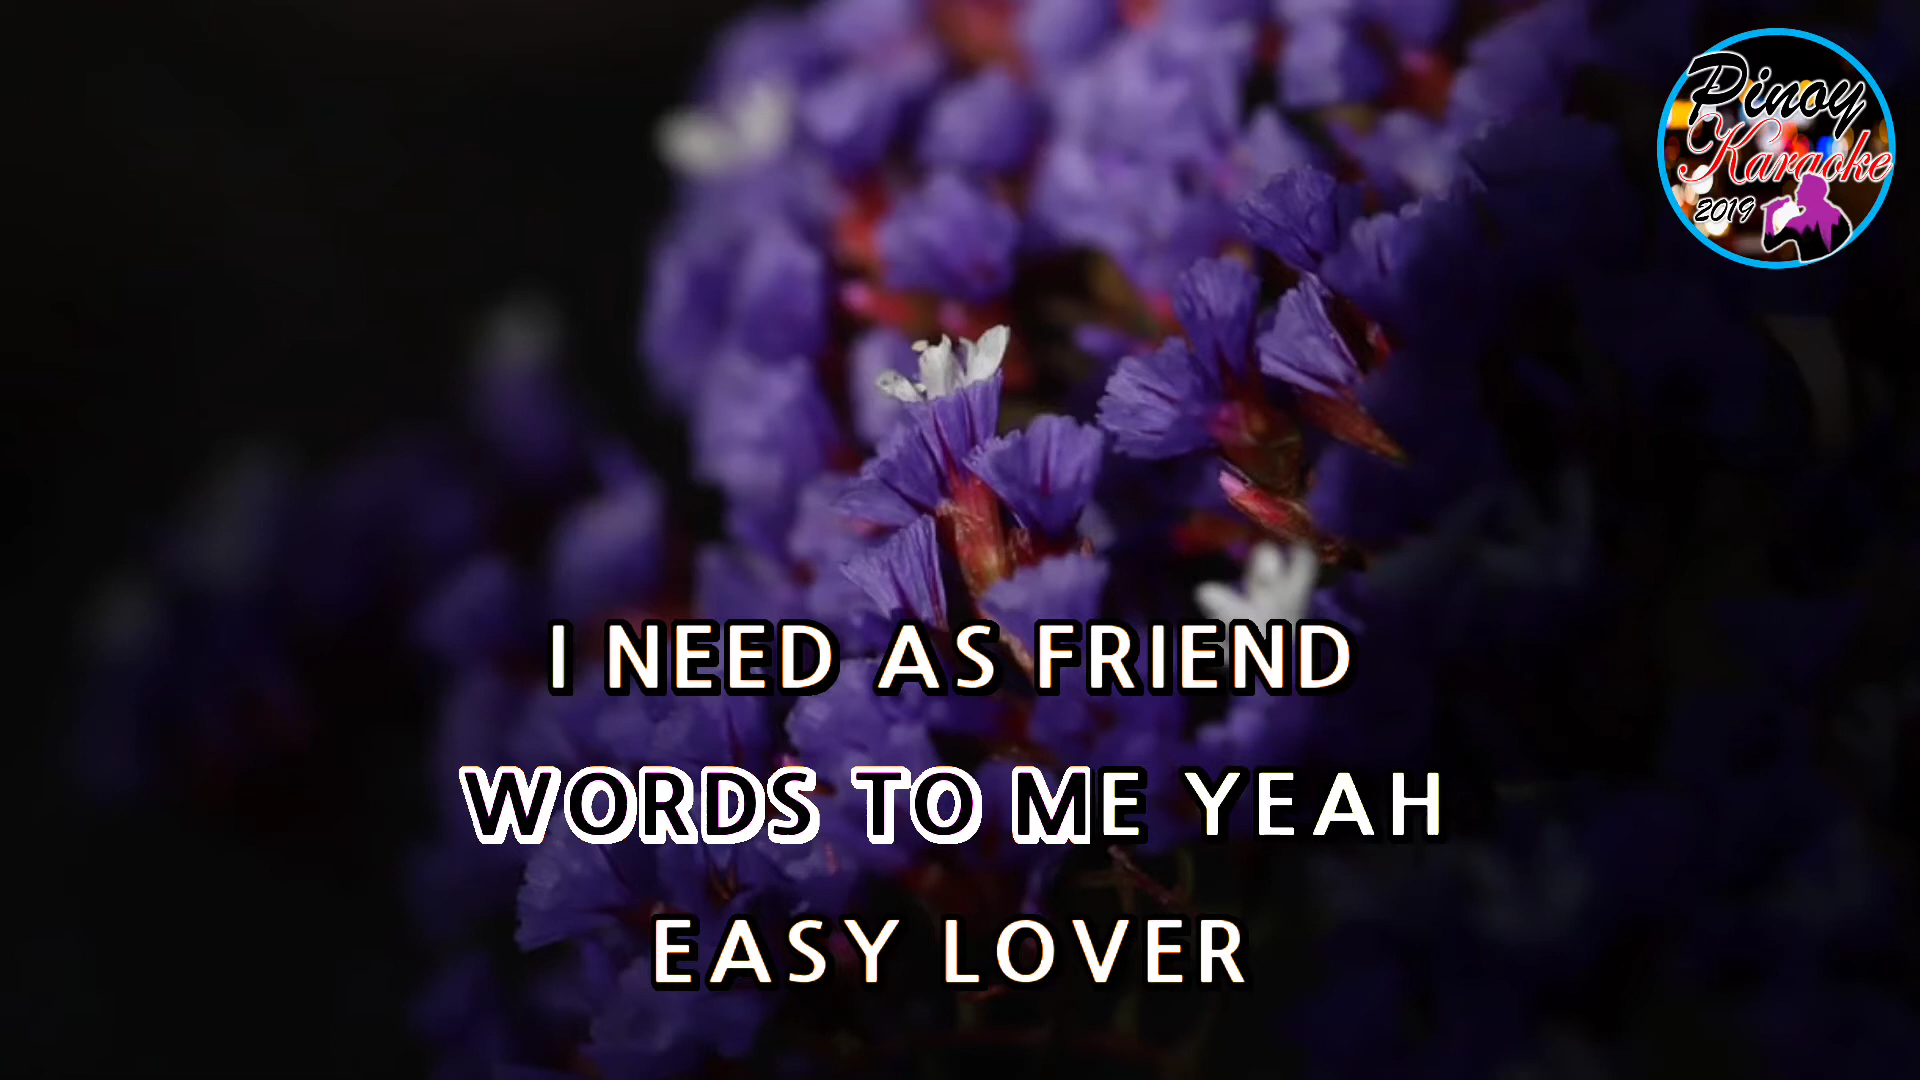 Pinoy
Karaoke
2019
I NEED AS FRIEND
WORDS TO ME YEAH
EASY LOVER